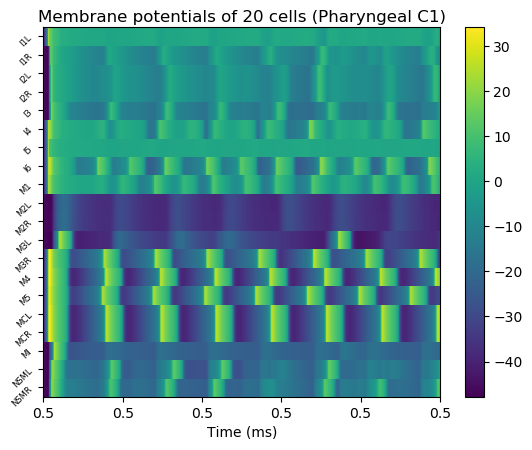 Membrane potentials of 20 cells (Pharyngeal C1)
I1L
I1R
I2L
I2R
I3
I4
I5
I6
M1
M2L
M2R
M3L
M3R
M4
M5
MCL
MCR
MI
NSML
NSMR
0.5 0.5 0.5 0.5 0.5 0.5
Time (ms)
30
20
10
0
−10
−20
−30
−40